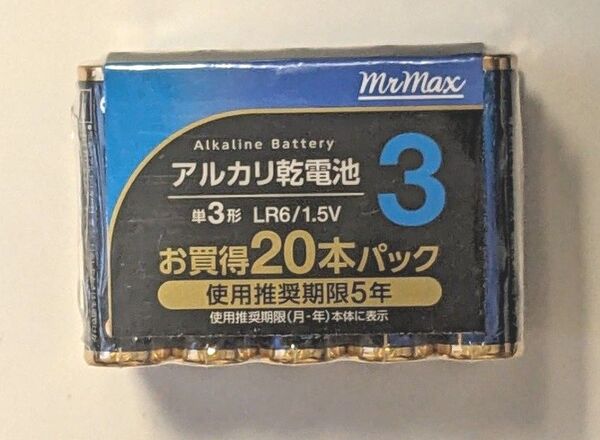 MrMax
Alkaline Battery
アルカリ乾電池
3
単3形 LR6/1.5V
お買得20本パック
使用推奨期限5年
使用推奨期限(月-年)本体に表示